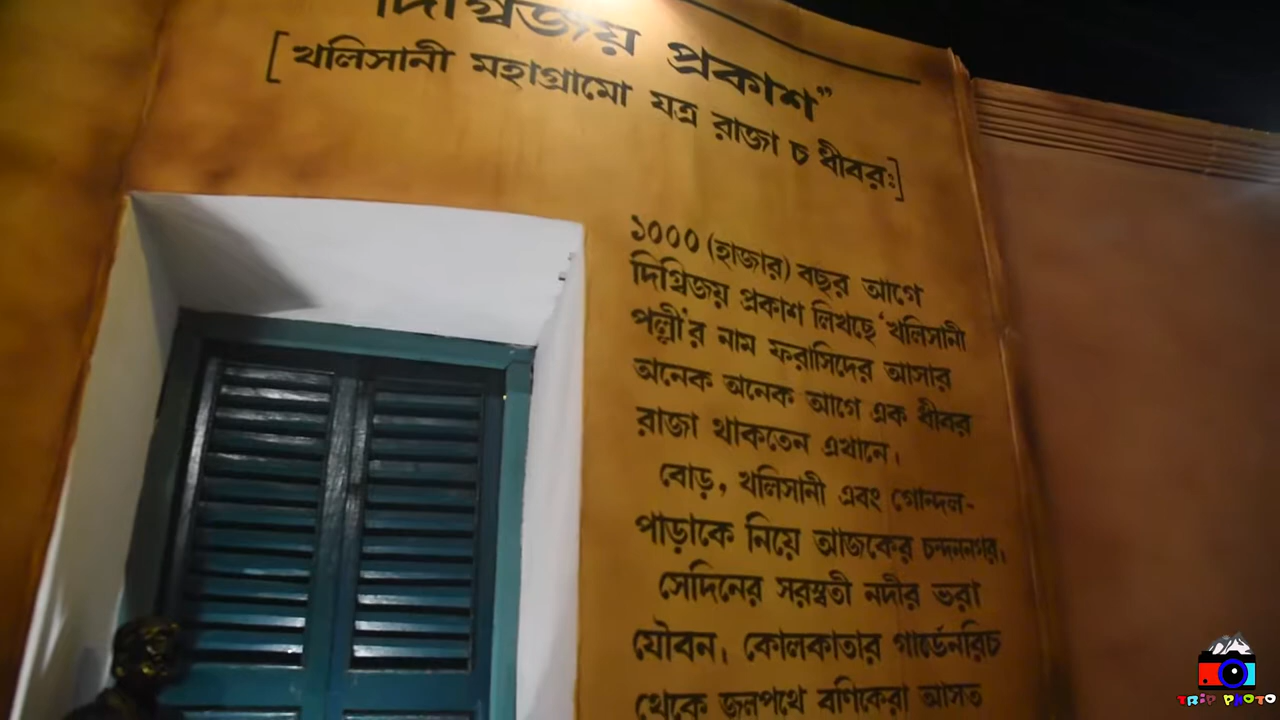 দিগ্বিজয় প্রকাশ”
[খলিসানী মহাগ্রামো যত্র রাজা চ ধীবরঃ]
১০০০ (হাজার) বছর আগে
দিগ্বিজয় প্রকাশ লিখছে ‘খলিসানী
পল্লী’র নাম ফরাসিদের আসার
অনেক অনেক আগে এক ধীবর
রাজা থাকতেন এখানে।
বোড়, খলিসানী এবং গোন্দল-
পাড়াকে নিয়ে আজকের চন্দননগর,
সেদিনের সরস্বতী নদীর ভরা
যৌবন, কোলকাতার গার্ডেনরিচ
থেকে জলপথে বণিকেরা আসত
TRIP PHOTO